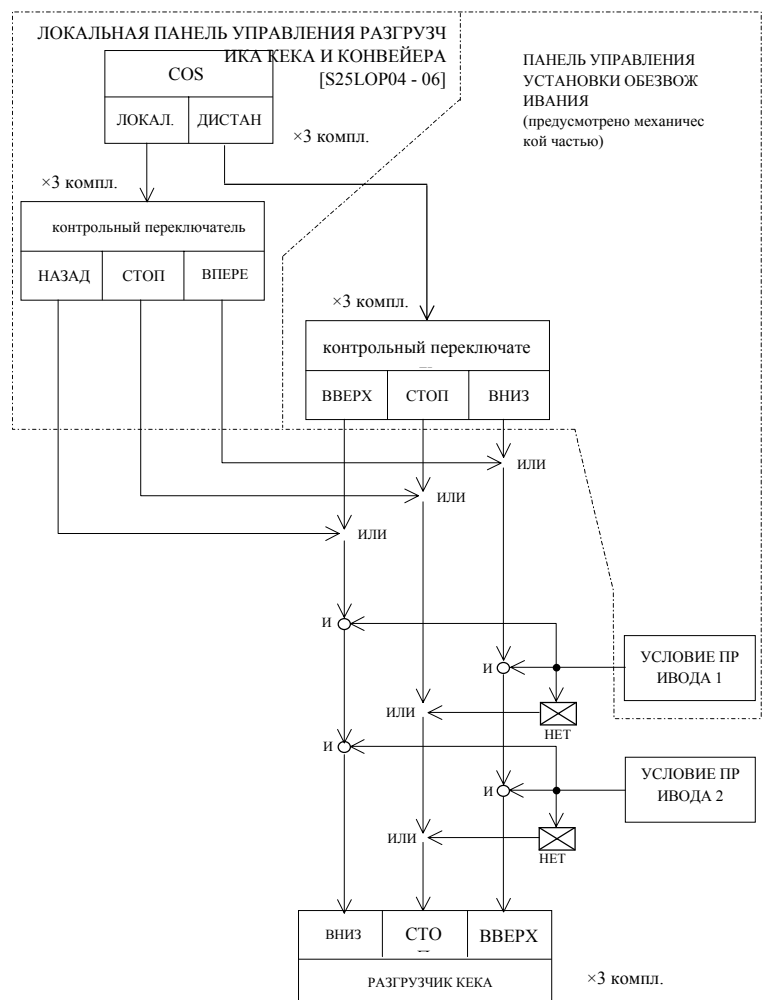 ЛОКАЛЬНАЯ ПАНЕЛЬ УПРАВЛЕНИЯ РАЗГРУЗЧ
ИКА КЕКА И КОНВЕЙЕРА
[S25LOP04 - 06]
COS
ЛОКАЛ.
ДИСТАН
×3 компл.
ПАНЕЛЬ УПРАВЛЕНИЯ
УСТАНОВКИ ОБЕЗВОЖ
ИВАНИЯ
(предусмотрено механичес
кой частью)
×3 компл.
контрольный переключатель
НАЗАД
СТОП
ВПЕРЕ
×3 компл.
контрольный переключате
ВВЕРХ
СТОП
ВНИЗ
ИЛИ
ИЛИ
ИЛИ
И
И
УСЛОВИЕ ПР
ИВОДА 1
ИЛИ
НЕТ
И
И
УСЛОВИЕ ПР
ИВОДА 2
ИЛИ
НЕТ
ВНИЗ
СТО
ВВЕРХ
РАЗГРУЗЧИК КЕКА
×3 компл.